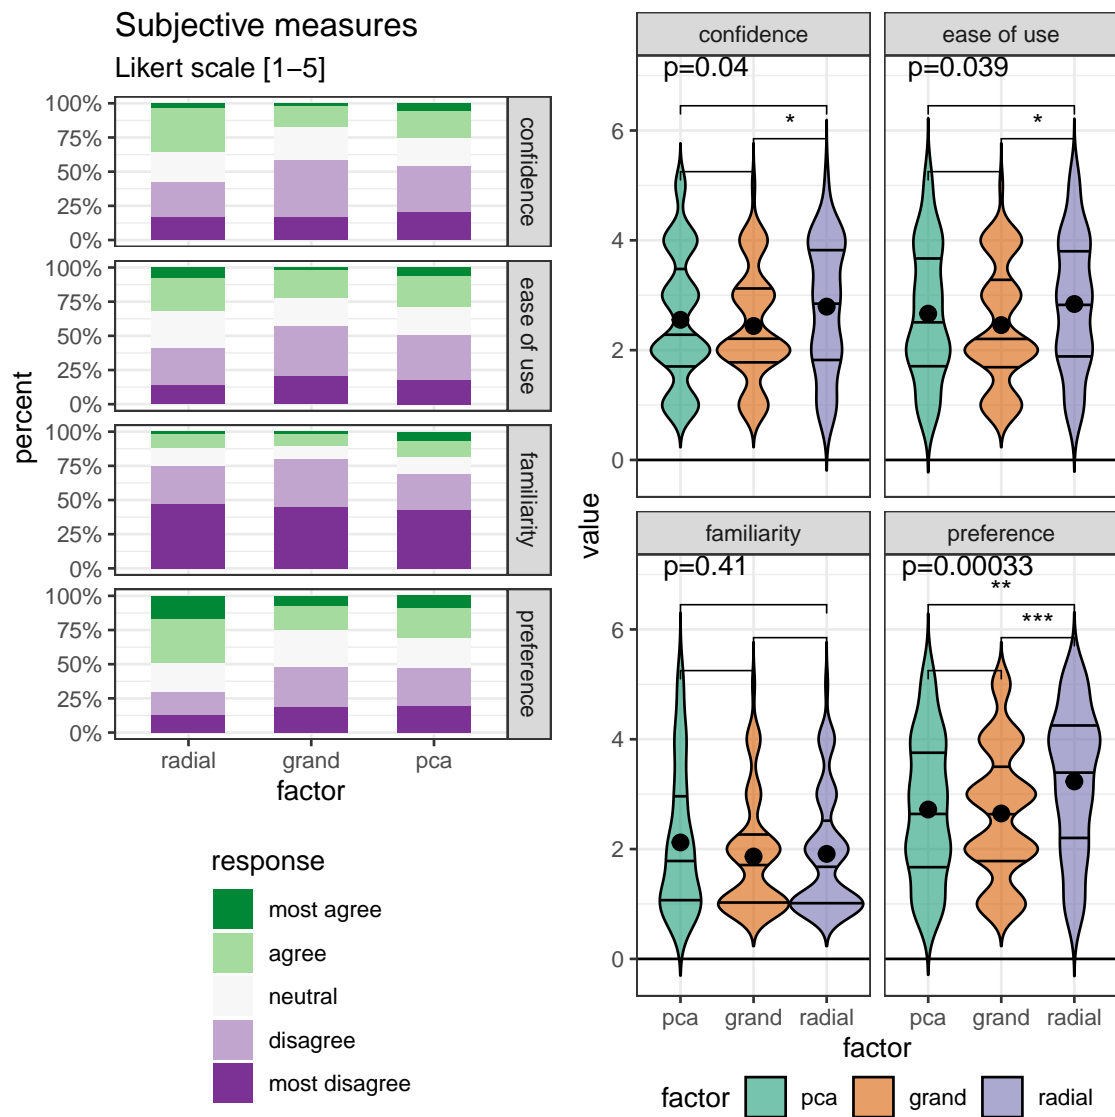 Subjective measures
Likert scale [1–5]
percent
100%
75%
50%
25%
0%
confidence
100%
75%
50%
25%
0%
ease of use
100%
75%
50%
25%
0%
familiarity
100%
75%
50%
25%
0%
preference
radial grand pca
factor
response
most agree
agree
neutral
disagree
most disagree
value
confidence
p=0.04
*
6
4
2
0
ease of use
p=0.039
*
familiarity
p=0.41
6
4
2
0
pca grand radial
preference
p=0.00033
**
***
pca grand radial
factor
factor pca grand radial